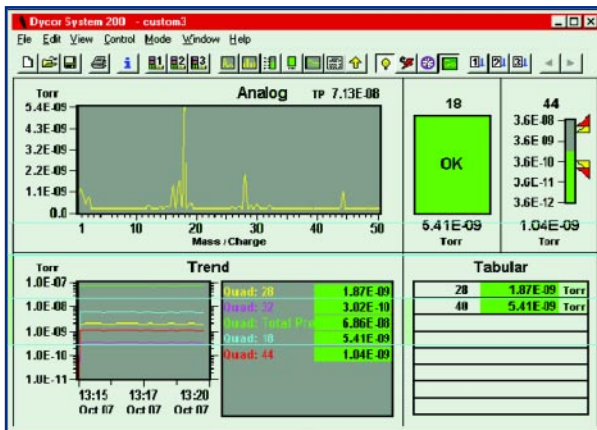 Dycor System 200 - custom3
File Edit View Control Mode Window Help
1 2 3
Analog TP 7.13E-08
Torr
5.4E-09
4.3E-09
3.2E-09
2.2E-09
1.1E-09
0.0
1 10 20 30 40 50
Mass / Charge
18
OK
5.41E-09
Torr
44
3.6E-08
3.6E-09
3.6E-10
3.6E-11
3.6E-12
1.04E-09
Torr
Trend
Torr
1.0E-07
1.0E-08
1.0E-09
1.0E-10
1.0E-11
13:15 13:17 13:20
Oct 07 Oct 07 Oct 07
Quad: 28 1.87E-09
Quad: 32 3.02E-10
Quad: Total Pre 6.86E-08
Quad: 18 5.41E-09
Quad: 44 1.04E-09
Tabular
28 1.87E-09 Torr
40 5.41E-09 Torr